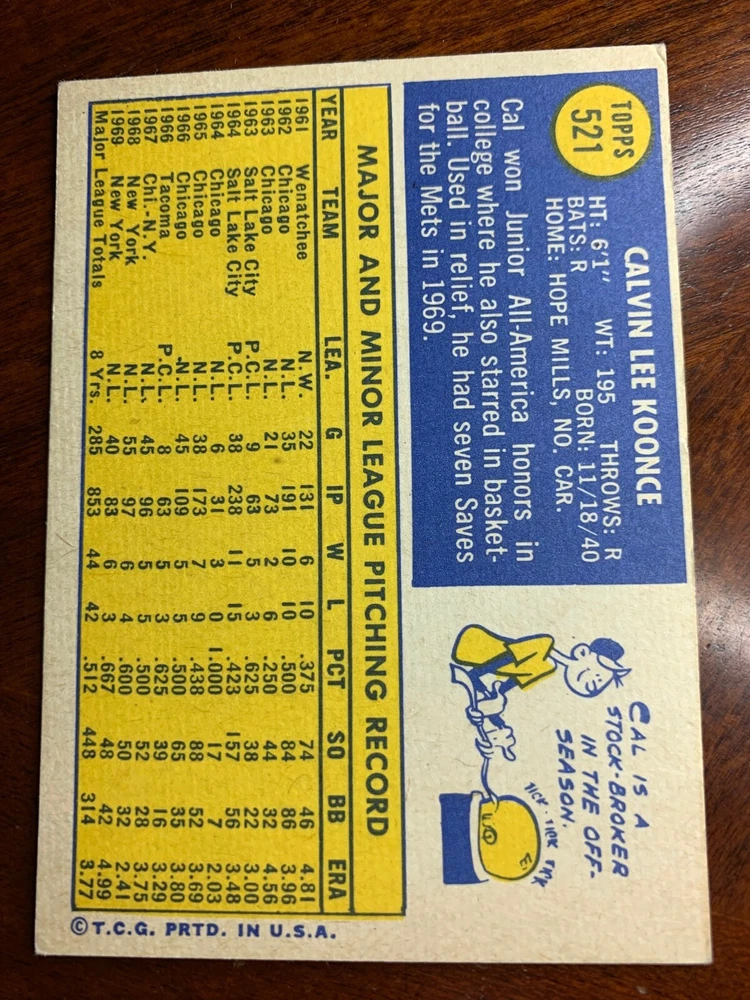 TOPPS
521
CALVIN LEE KOONCE
HT: 6'1" WT: 195 THROWS: R
BATS: R BORN: 11/18/40
HOME: HOPE MILLS, NO. CAR.
Cal won Junior All-America honors in
college where he also starred in basket-
ball. Used in relief, he had seven Saves
for the Mets in 1969.
CAL IS A
STOCK-BROKER
IN THE OFF-
SEASON.
TICK TICK TICK
MAJOR AND MINOR LEAGUE PITCHING RECORD
YEAR TEAM LEA. G IP W L PCT SO BB ERA
1961 Wenatchee N.W. 22 131 6 10 .375 74 46 4.81
1962 Chicago N.L. 35 191 10 10 .500 84 86 3.96
1963 Chicago N.L. 21 73 2 6 .250 44 32 4.56
1963 Salt Lake City P.C.L. 9 63 5 3 .625 38 22 3.00
1964 Salt Lake City P.C.L. 38 238 11 15 .423 157 56 3.48
1964 Chicago N.L. 6 31 3 0 1.000 17 7 2.03
1965 Chicago N.L. 38 173 7 9 .438 88 52 3.69
1966 Chicago N.L. 45 109 5 5 .500 65 35 3.80
1966 Tacoma P.C.L. 8 63 5 3 .625 39 16 3.29
1967 Chi.-N.Y. N.L. 45 96 5 5 .500 52 28 3.75
1968 New York N.L. 55 97 6 4 .600 50 32 2.41
1969 New York N.L. 40 83 6 3 .667 48 42 4.99
Major League Totals 8 Yrs. 285 853 44 42 .512 448 314 3.77
©T.C.G. PRTD. IN U.S.A.